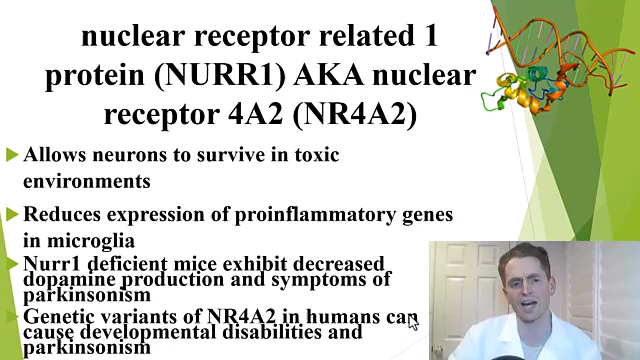 nuclear receptor related 1
protein (NURR1) AKA nuclear
receptor 4A2 (NR4A2)
Allows neurons to survive in toxic
environments
Reduces expression of proinflammatory genes
in microglia
Nurr1 deficient mice exhibit decreased
dopamine production and symptoms of
parkinsonism
Genetic variants of NR4A2 in humans can
cause developmental disabilities and
parkinsonism